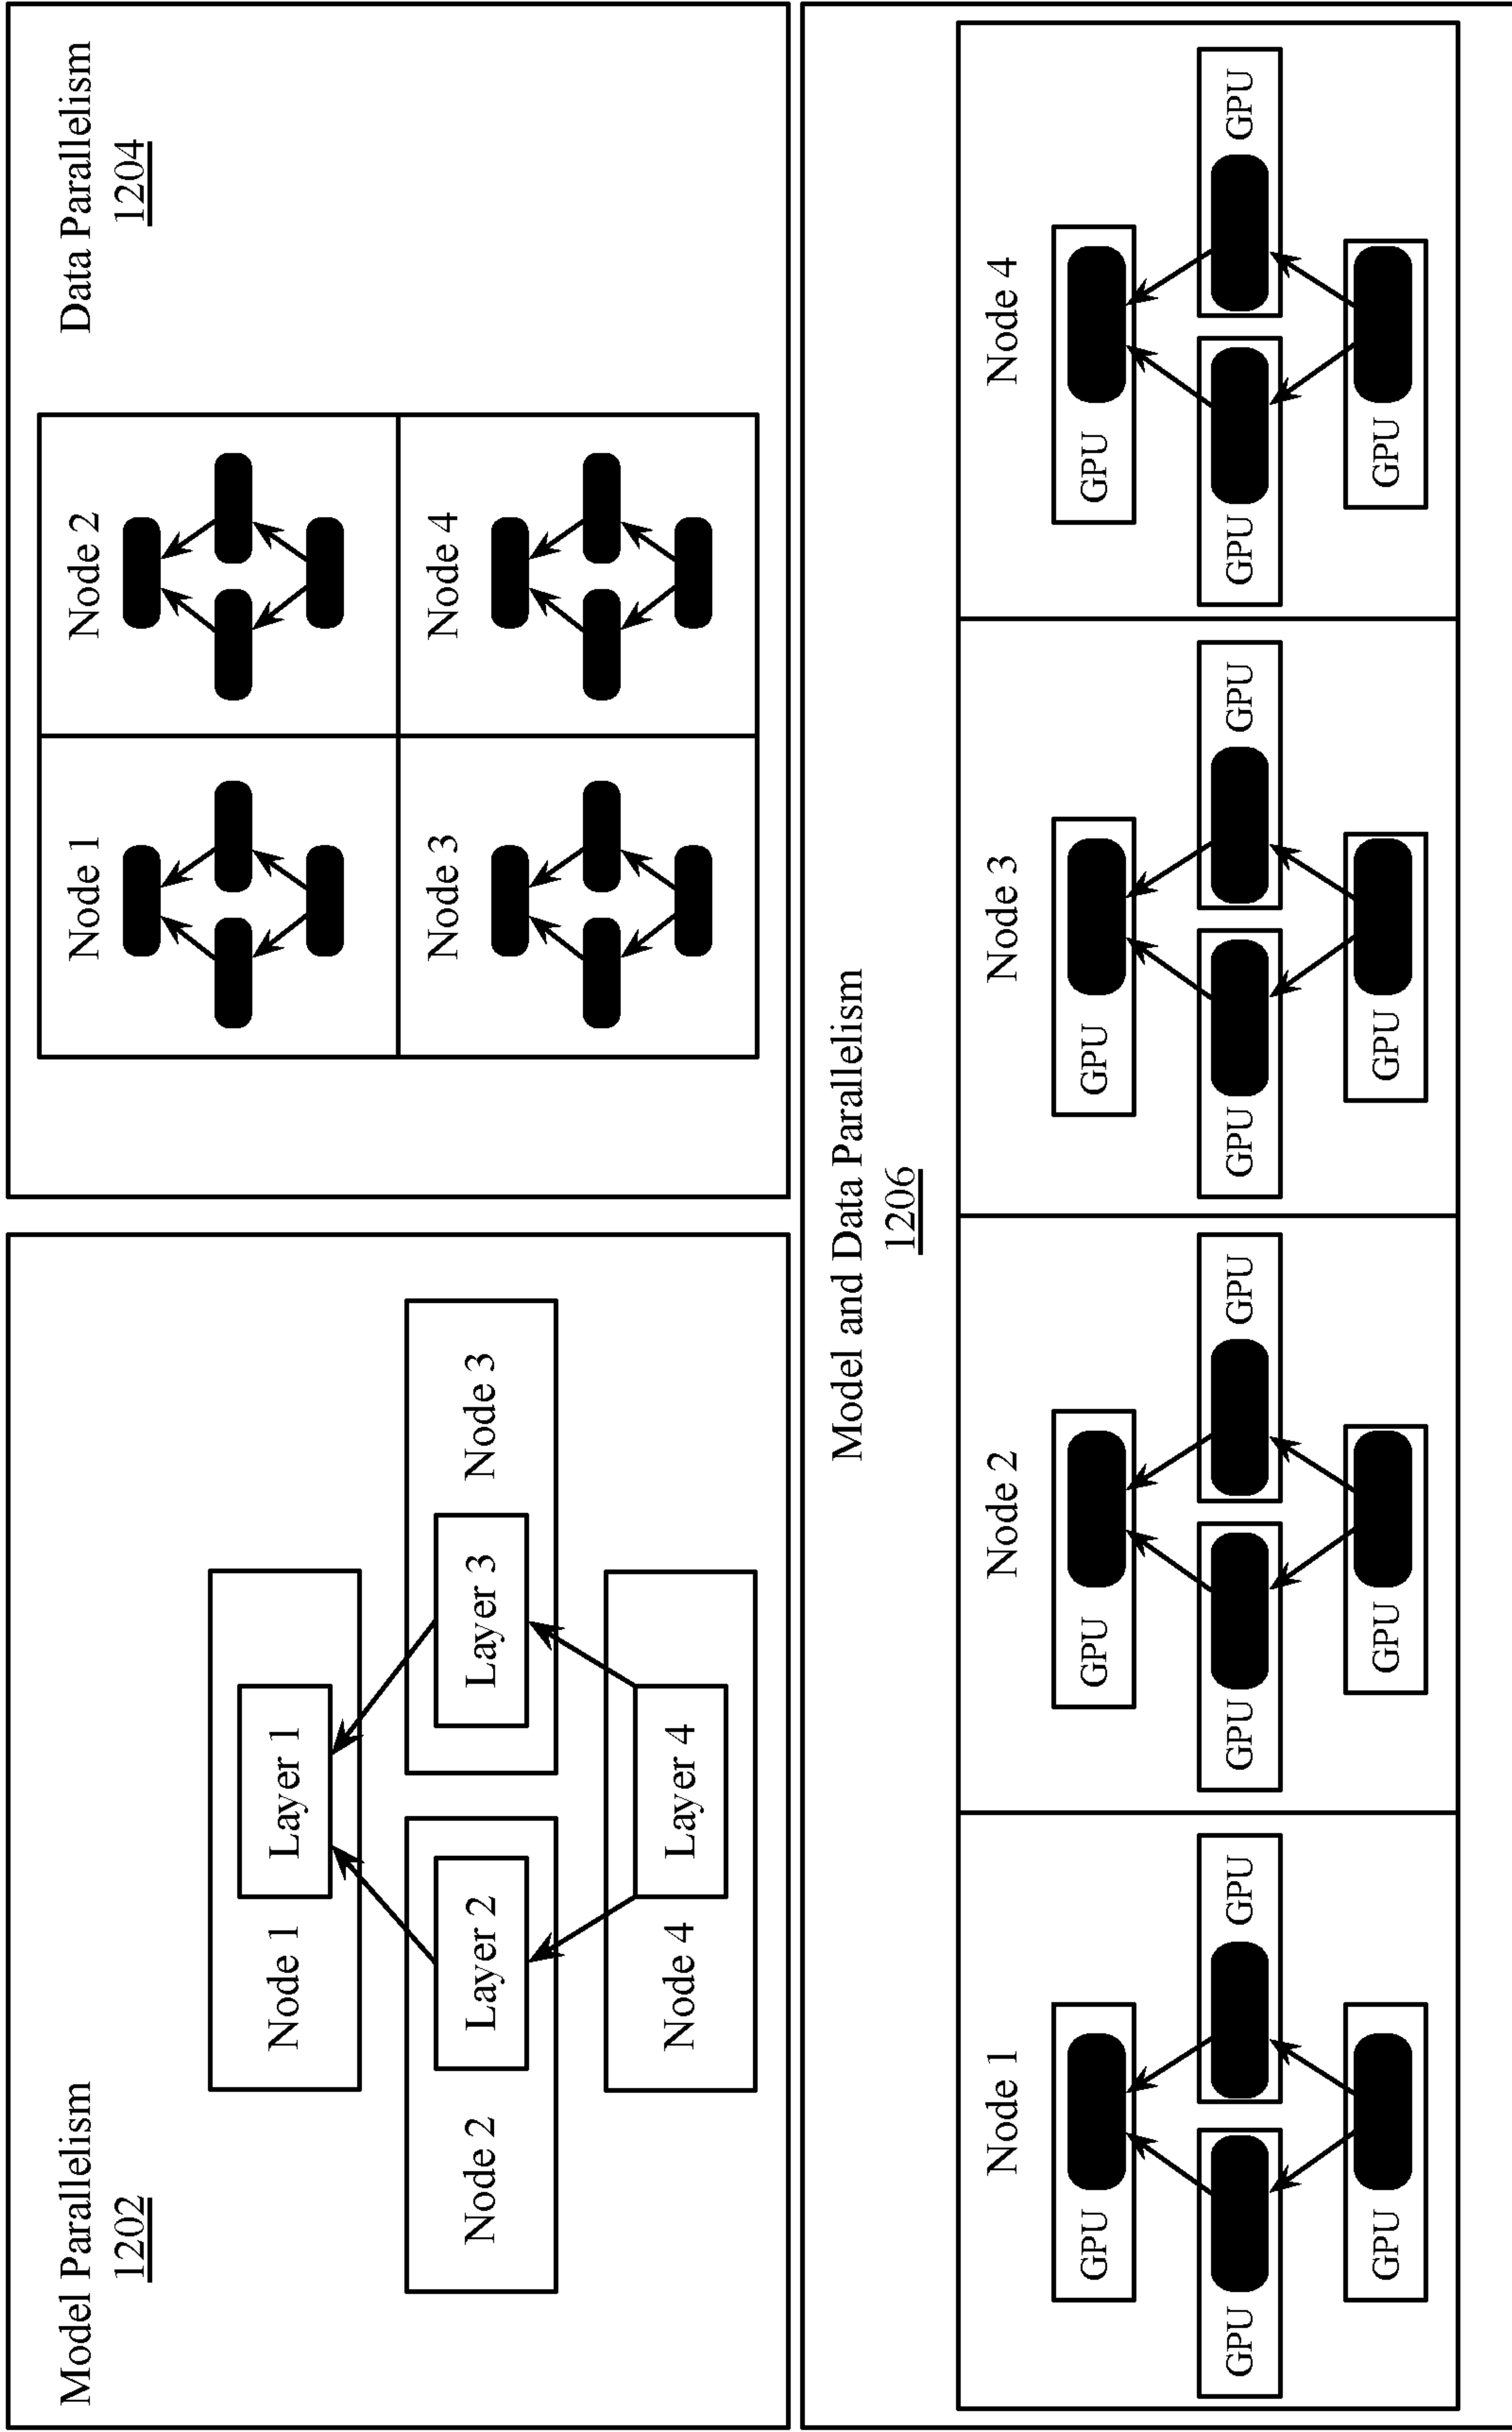 Model Parallelism
1202
Node 1
Layer 1
Node 2
Layer 2
Layer 3
Node 3
Node 4
Layer 4
Data Parallelism
1204
Node 1
Node 2
Node 3
Node 4
Model and Data Parallelism
1206
Node 1
GPU
GPU
GPU
GPU
Node 2
GPU
GPU
GPU
GPU
Node 3
GPU
GPU
GPU
GPU
Node 4
GPU
GPU
GPU
GPU